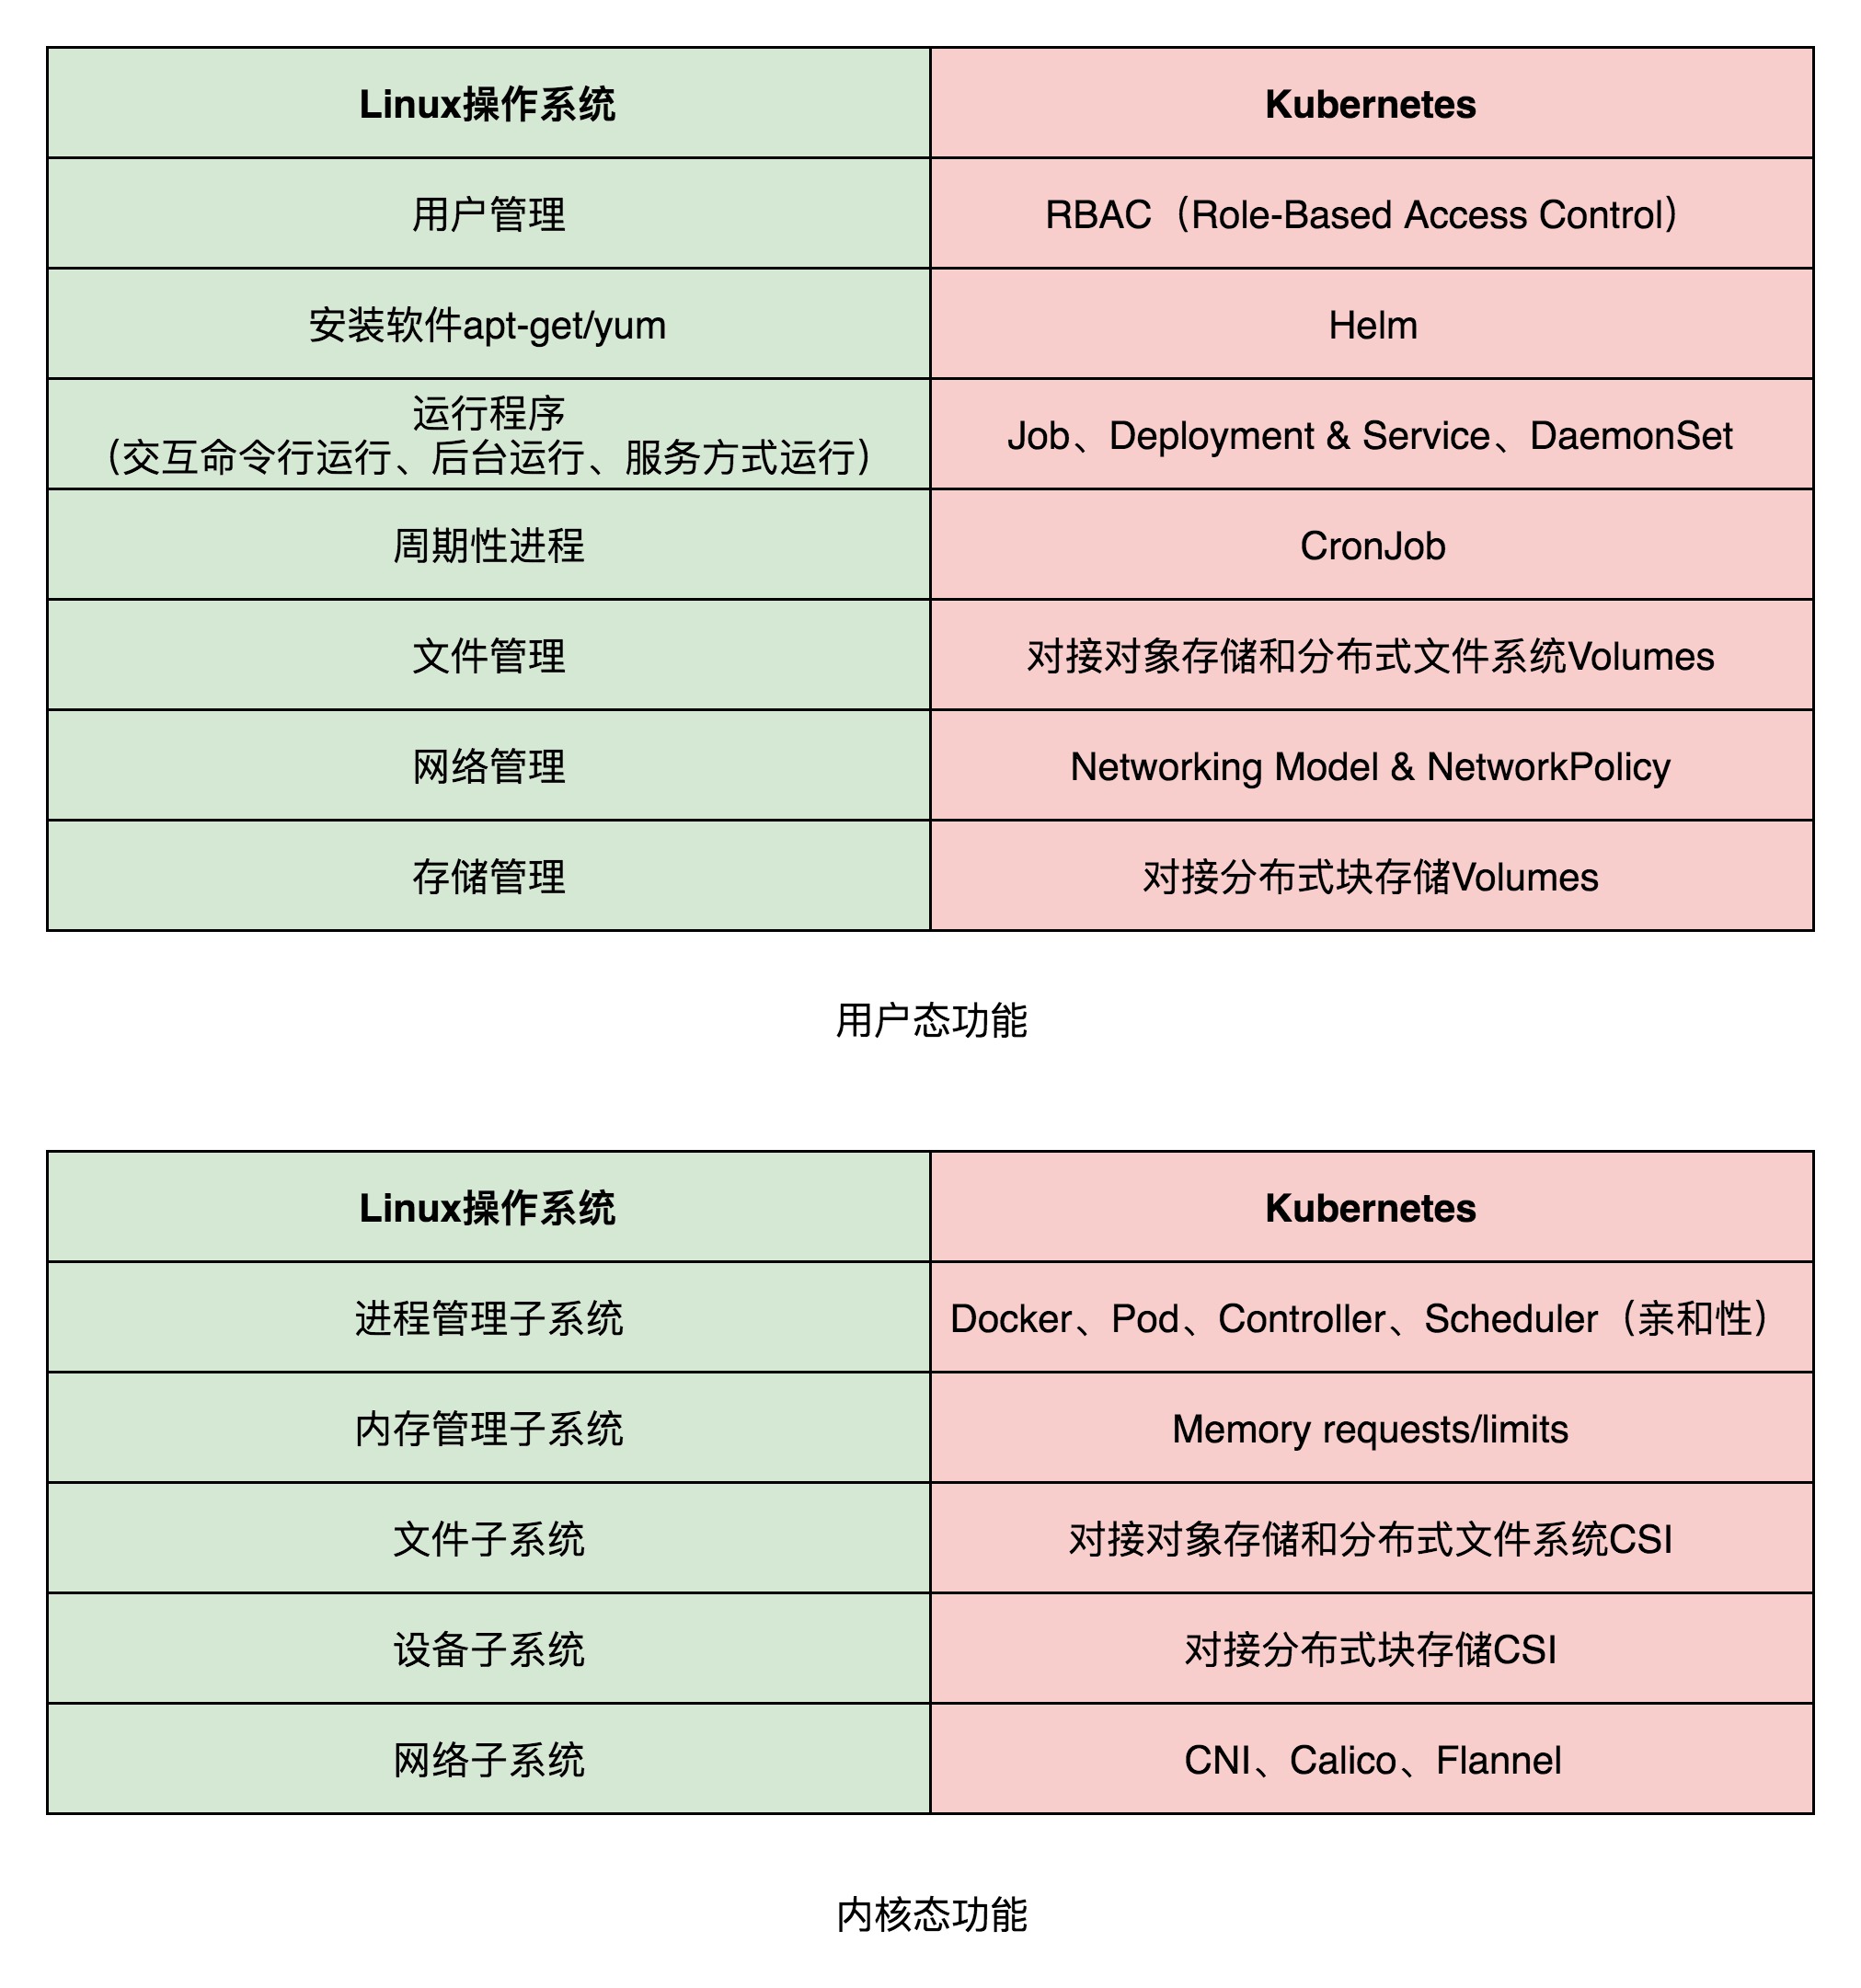 Linux操作系统
Kubernetes
用户管理
RBAC（Role-Based Access Control）
安装软件apt-get/yum
Helm
运行程序
（交互命令行运行、后台运行、服务方式运行）
Job、Deployment & Service、DaemonSet
周期性进程
CronJob
文件管理
对接对象存储和分布式文件系统Volumes
网络管理
Networking Model & NetworkPolicy
存储管理
对接分布式块存储Volumes
用户态功能
Linux操作系统
Kubernetes
进程管理子系统
Docker、Pod、Controller、Scheduler（亲和性）
内存管理子系统
Memory requests/limits
文件子系统
对接对象存储和分布式文件系统CSI
设备子系统
对接分布式块存储CSI
网络子系统
CNI、Calico、Flannel
内核态功能